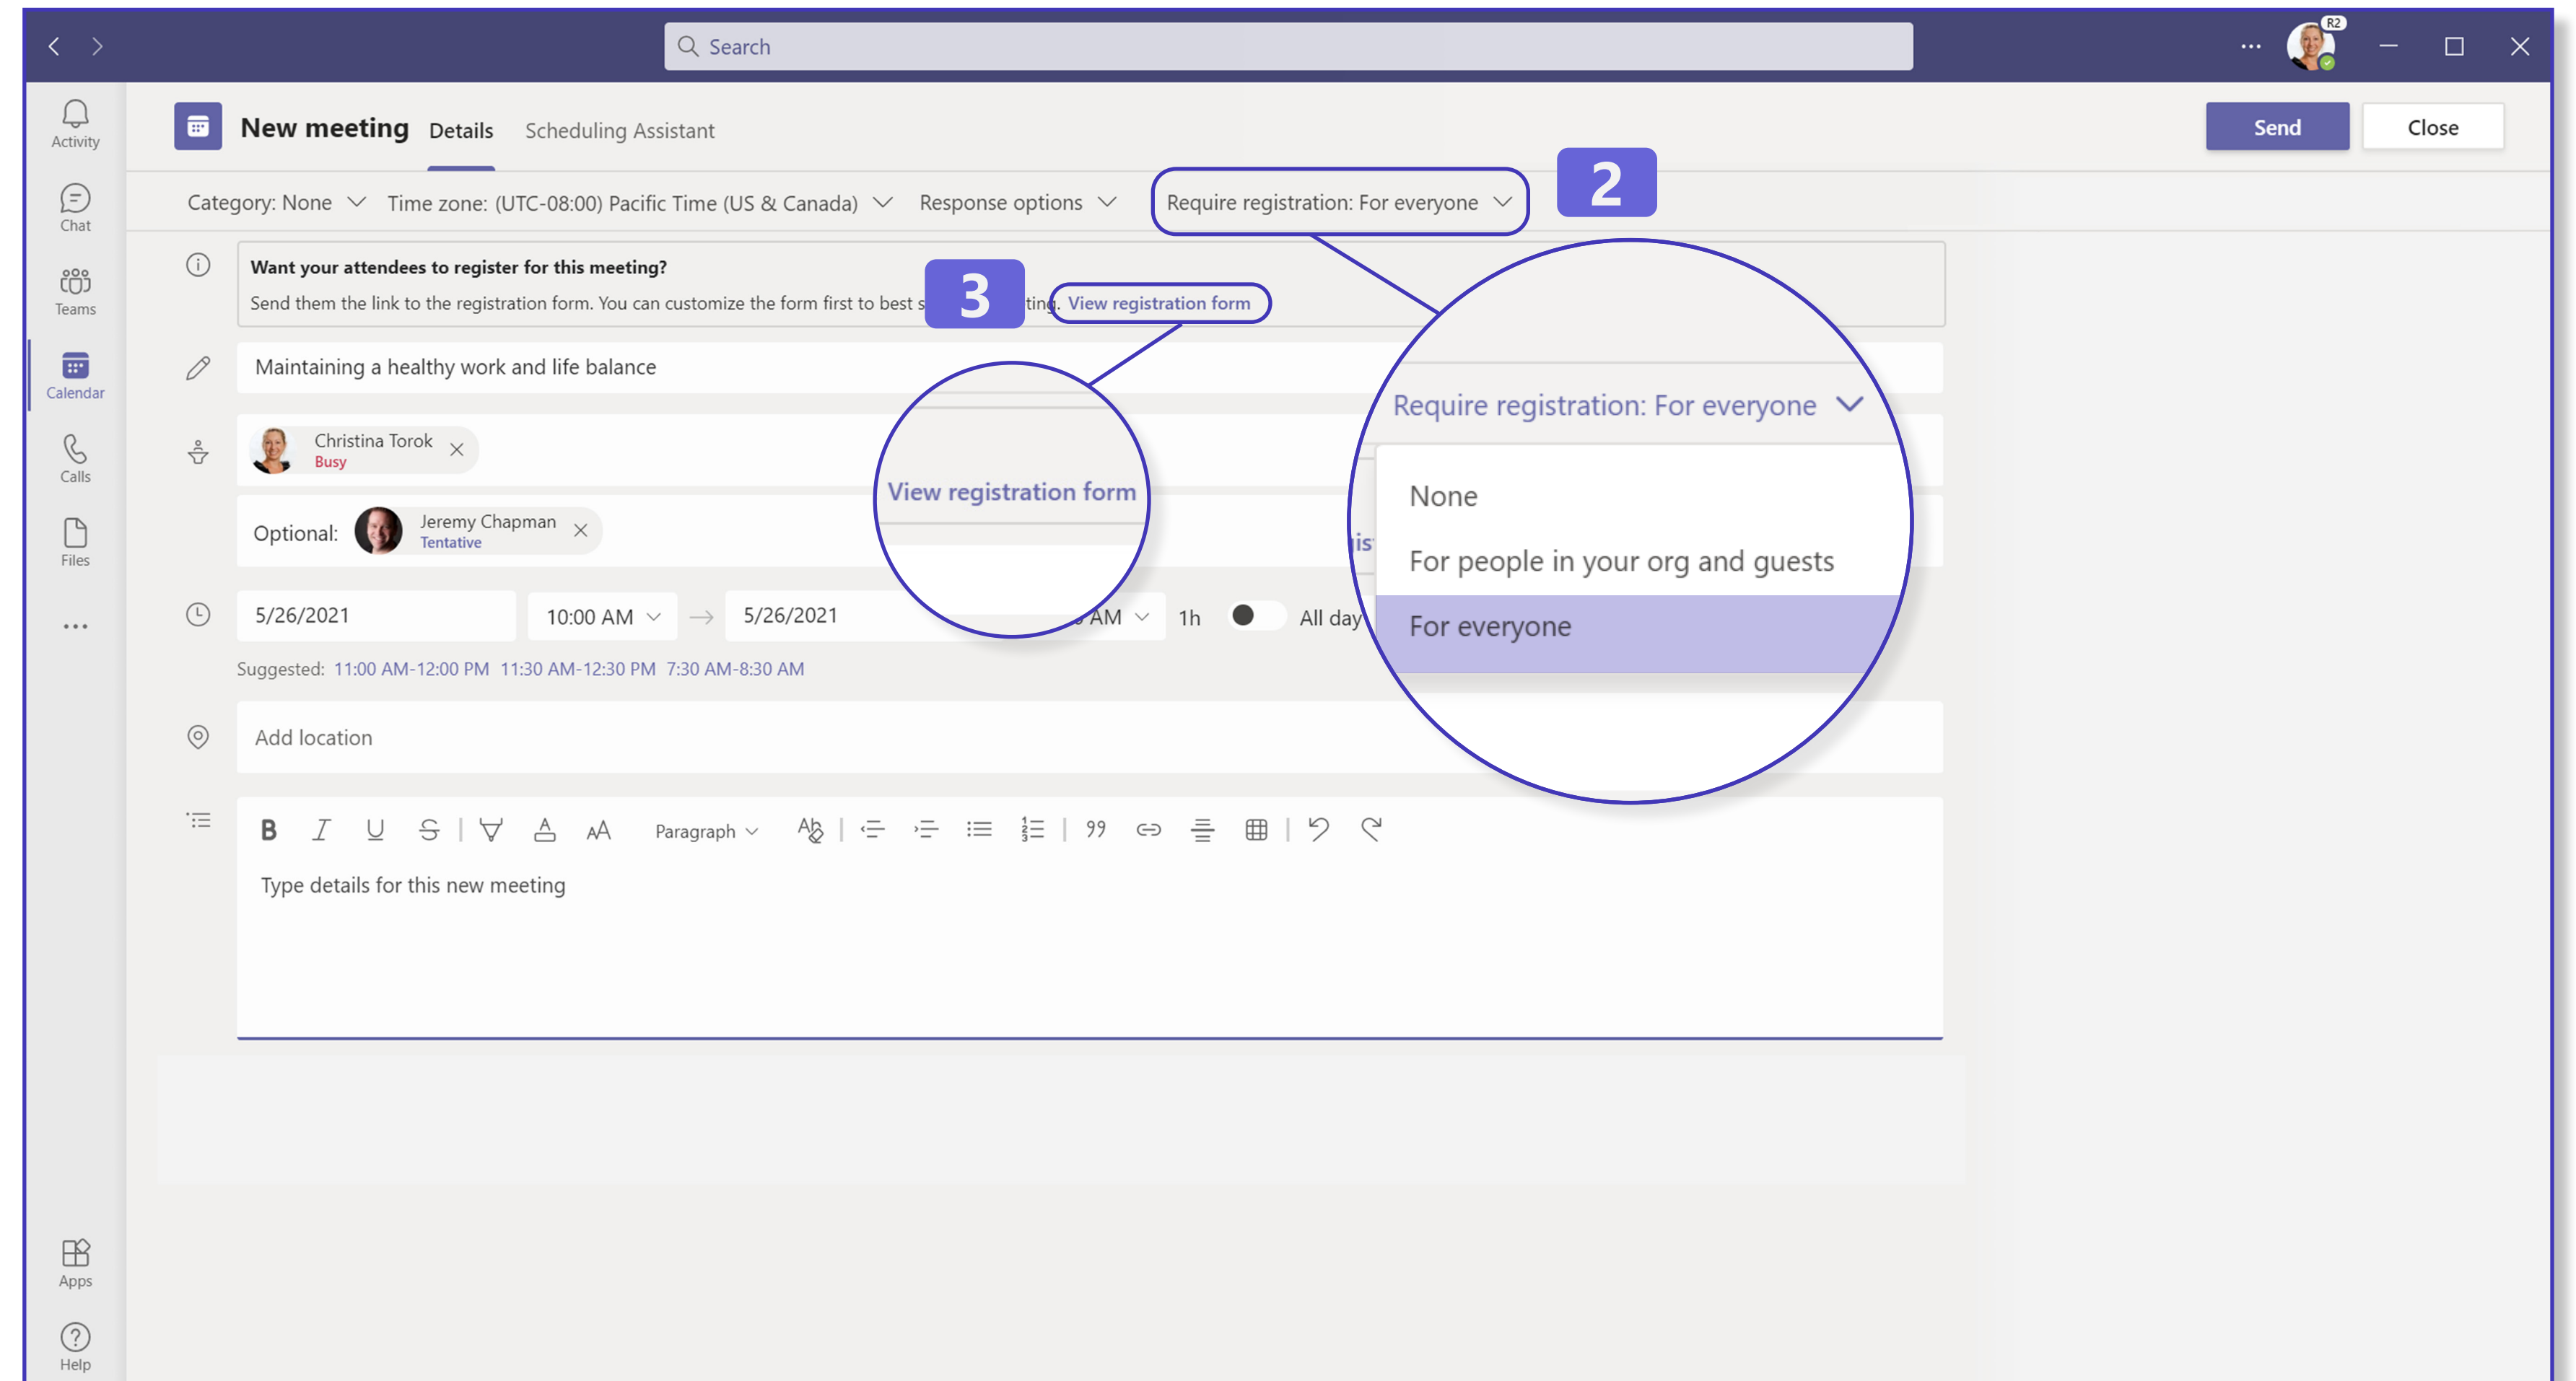 Search
R2
Activity
Chat
Teams
Calendar
Calls
Files
Apps
Help
New meeting Details Scheduling Assistant
Send Close
Category: None Time zone: (UTC-08:00) Pacific Time (US & Canada) Response options Require registration: For everyone
2
Want your attendees to register for this meeting?
Send them the link to the registration form. You can customize the form first to best s ting. View registration form
3
Maintaining a healthy work and life balance
Christina Torok
Busy
Optional: Jeremy Chapman
Tentative
View registration form
Require registration: For everyone
None
For people in your org and guests
For everyone
5/26/2021 10:00 AM 5/26/2021 AM 1h All day
Suggested: 11:00 AM-12:00 PM 11:30 AM-12:30 PM 7:30 AM-8:30 AM
Add location
Paragraph
Type details for this new meeting